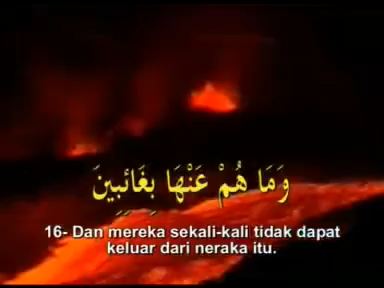 وَمَا هُمْ عَنْهَا بِغَائِبِينَ
16- Dan mereka sekali-kali tidak dapat
keluar dari neraka itu.